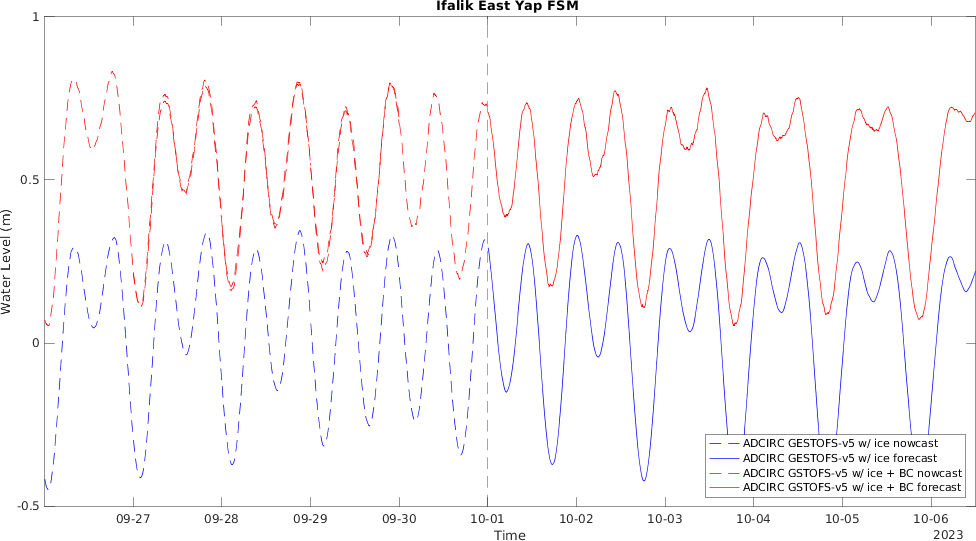 Ifalik East Yap FSM
1
0.5
0
-0.5
Water Level (m)
09-27 09-28 09-29 09-30 10-01 10-02 10-03 10-04 10-05 10-06
Time
2023
ADCIRC GESTOFS-v5 w/ ice nowcast
ADCIRC GESTOFS-v5 w/ ice forecast
ADCIRC GSTOFS-v5 w/ ice + BC nowcast
ADCIRC GSTOFS-v5 w/ ice + BC forecast